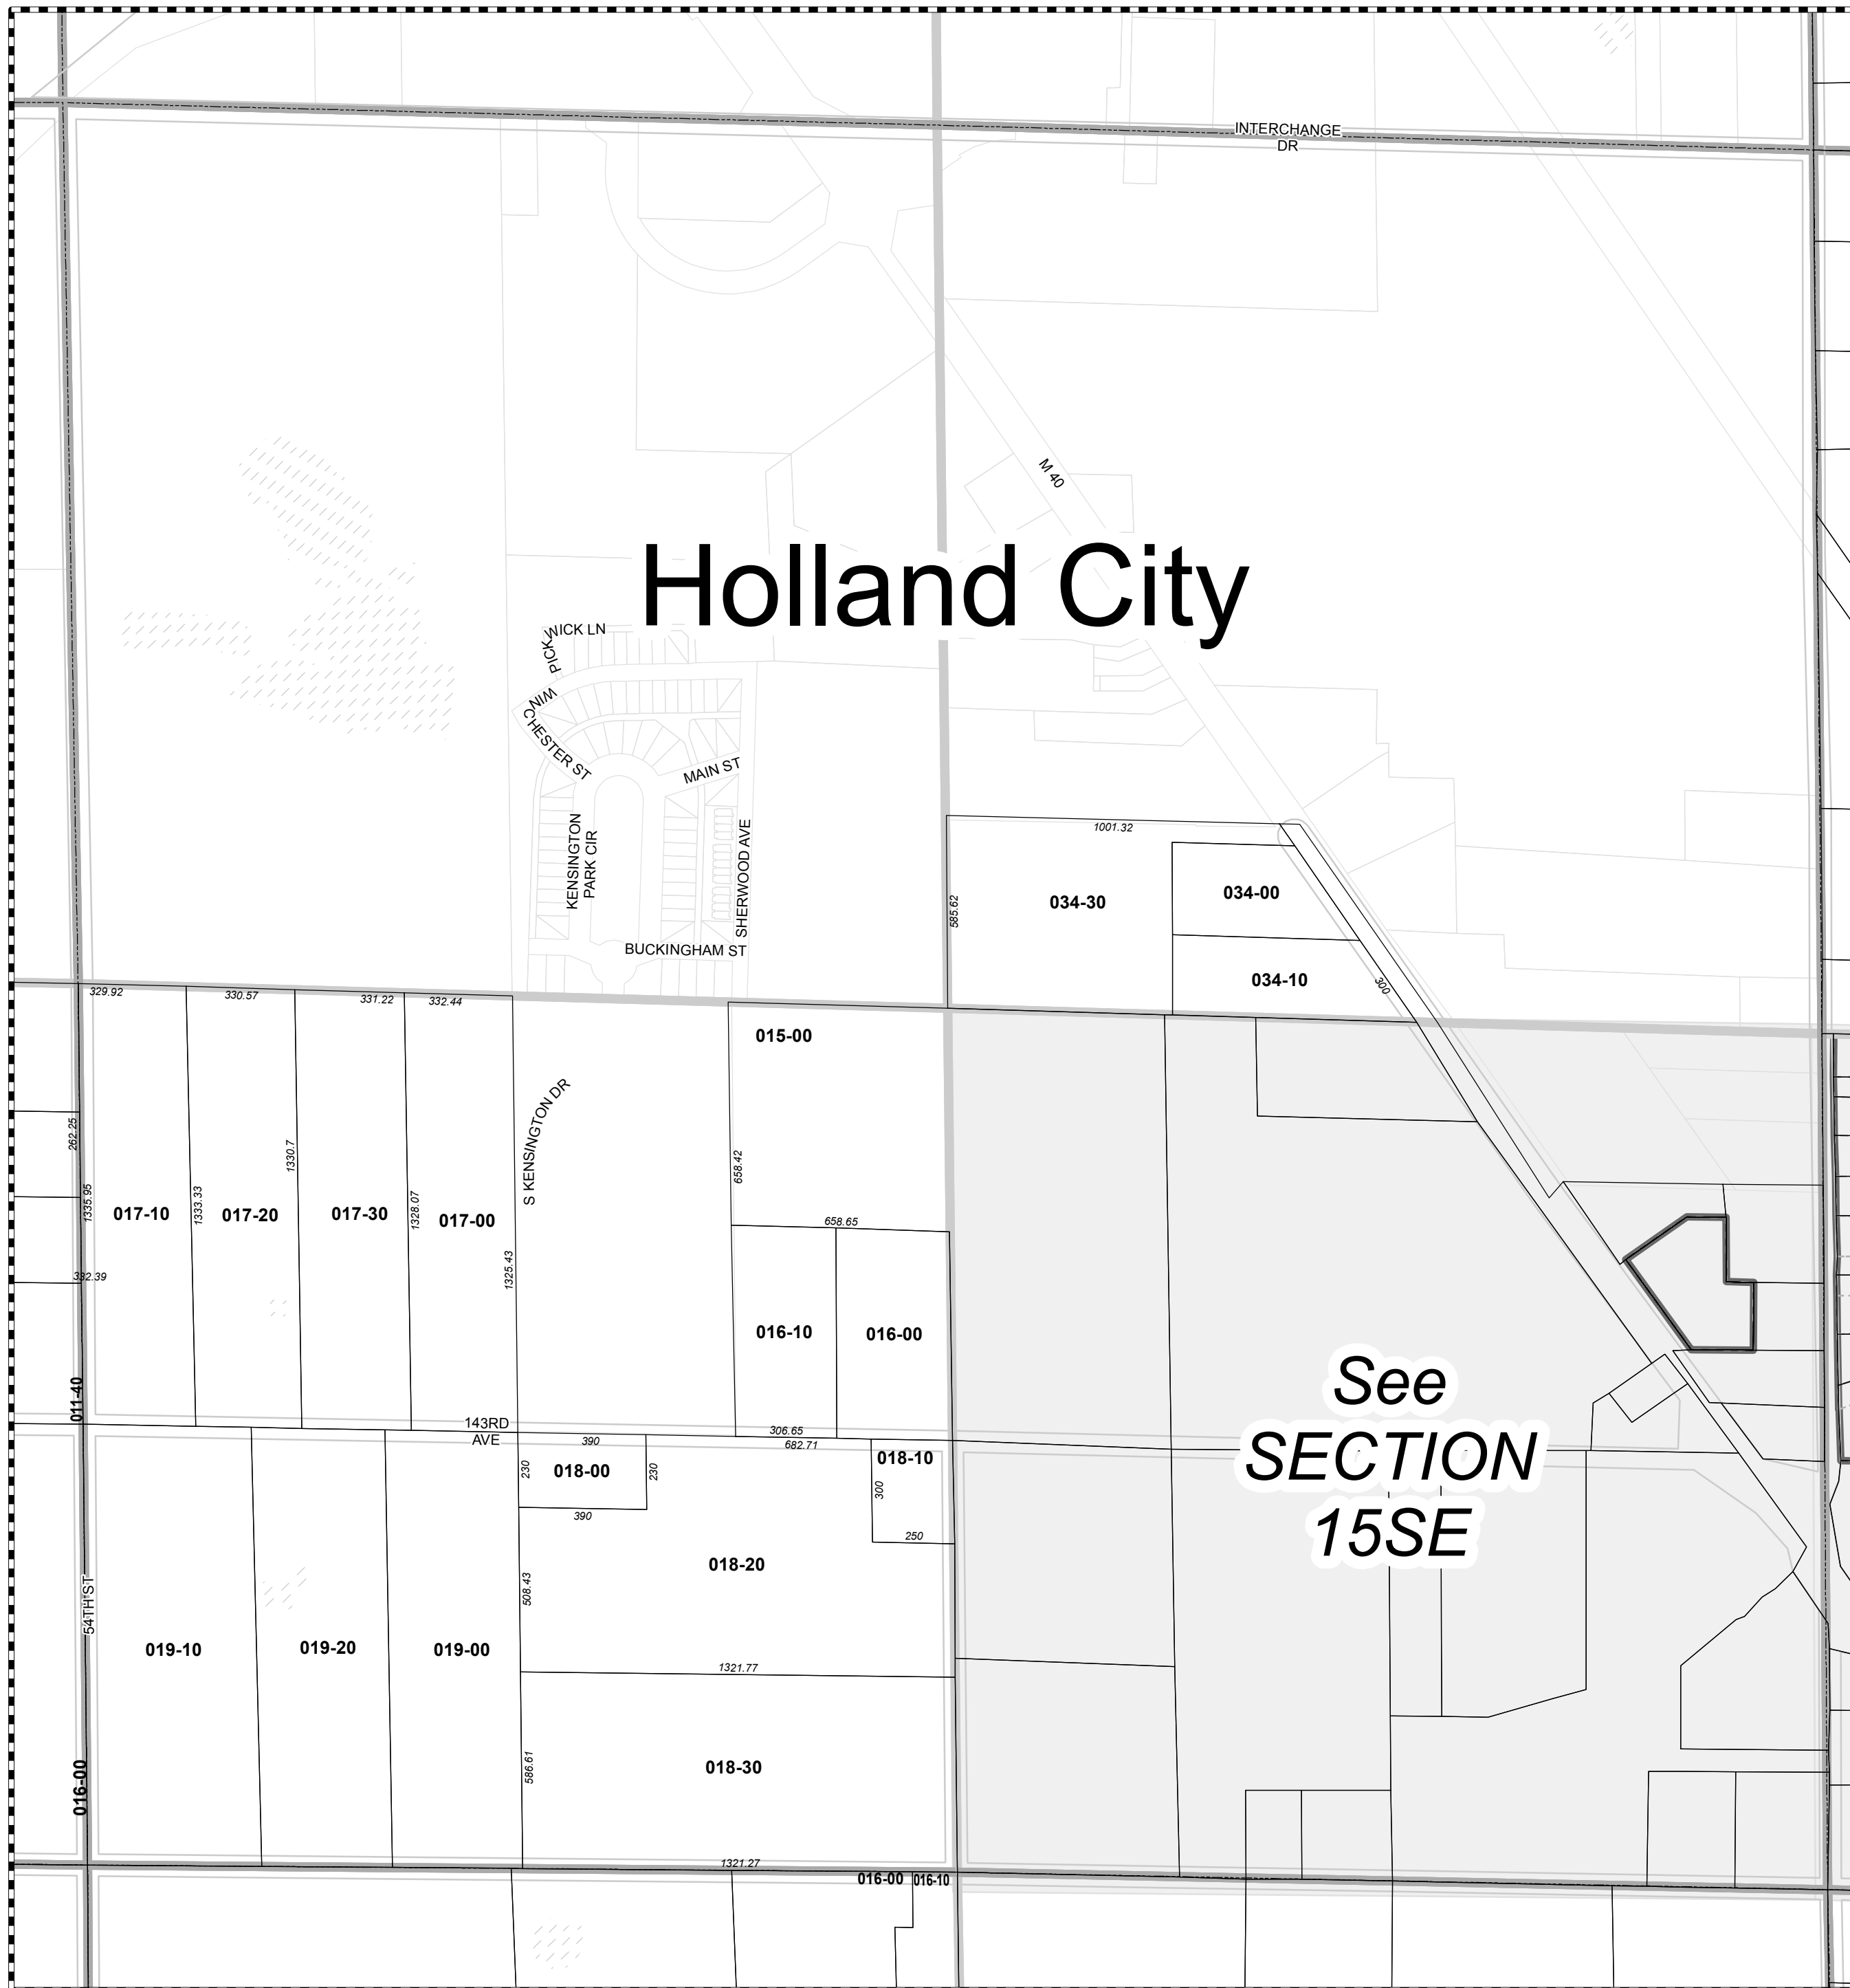 INTERCHANGE
DR
M 40
Holland City
PICKWICK LN
WINCHESTER ST
MAIN ST
KENSINGTON
PARK CIR
SHERWOOD AVE
BUCKINGHAM ST
1001.32
585.62
034-30
034-00
034-10
300
329.92
330.57
331.22
332.44
015-00
S KENSINGTON DR
262.25
1335.95
1333.33
1330.7
1328.07
1325.43
658.42
017-10
017-20
017-30
017-00
658.65
332.39
016-10
016-00
011-40
143RD
AVE
306.65
390
682.71
018-10
230
018-00
230
300
390
250
See
SECTION
15SE
54TH ST
508.43
018-20
019-10
019-20
019-00
1321.77
016-00
586.61
018-30
1321.27
016-00
016-10